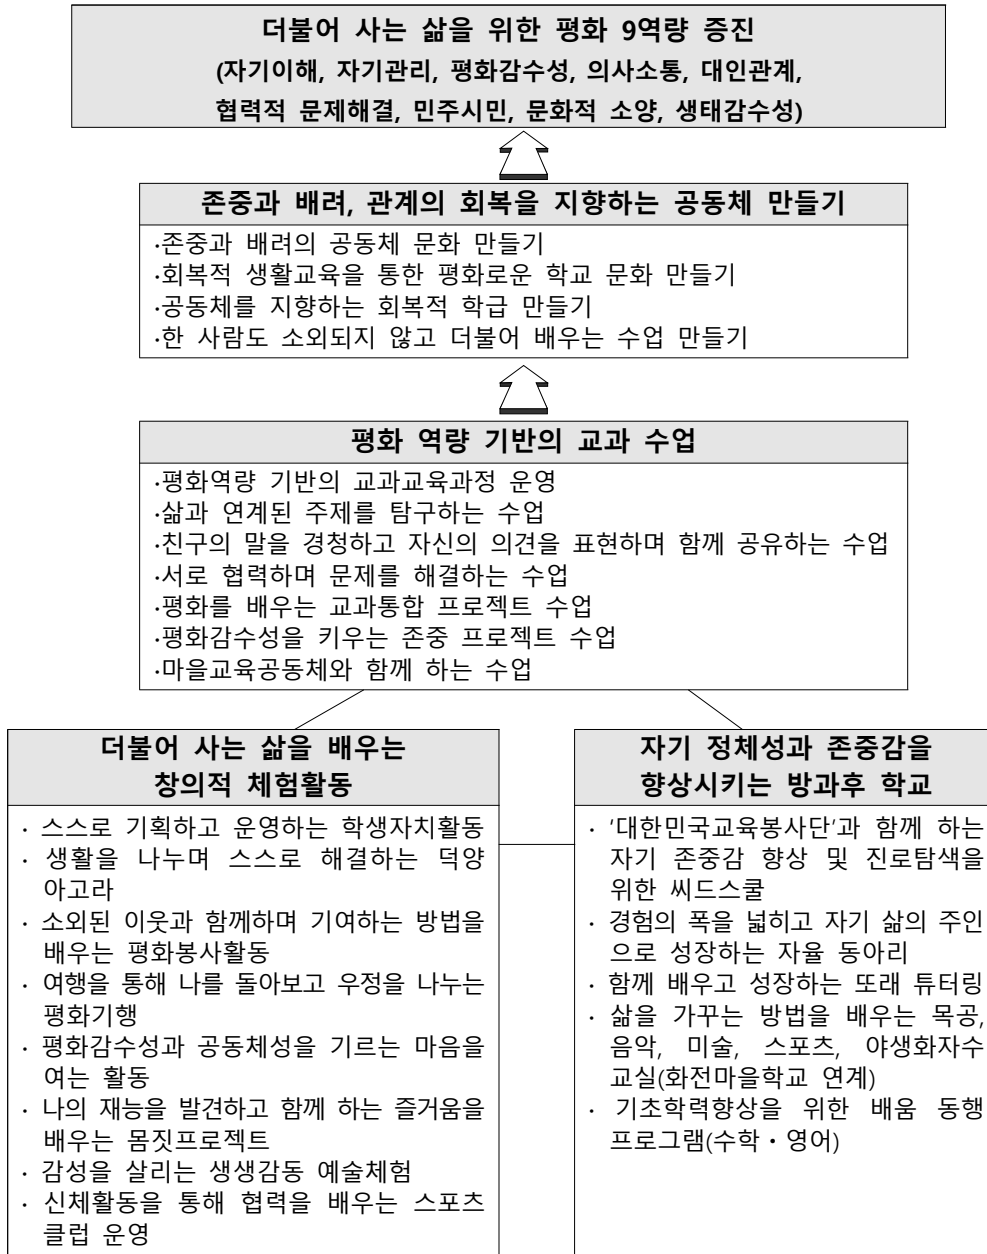 더불어 사는 삶을 위한 평화 9역량 증진
(자기이해, 자기관리, 평화감수성, 의사소통, 대인관계,
협력적 문제해결, 민주시민, 문화적 소양, 생태감수성)
존중과 배려, 관계의 회복을 지향하는 공동체 만들기
·존중과 배려의 공동체 문화 만들기
·회복적 생활교육을 통한 평화로운 학교 문화 만들기
·공동체를 지향하는 회복적 학급 만들기
·한 사람도 소외되지 않고 더불어 배우는 수업 만들기
평화 역량 기반의 교과 수업
·평화역량 기반의 교과교육과정 운영
·삶과 연계된 주제를 탐구하는 수업
·친구의 말을 경청하고 자신의 의견을 표현하며 함께 공유하는 수업
·서로 협력하며 문제를 해결하는 수업
·평화를 배우는 교과통합 프로젝트 수업
·평화감수성을 키우는 존중 프로젝트 수업
·마을교육공동체와 함께 하는 수업
더불어 사는 삶을 배우는
창의적 체험활동
· 스스로 기획하고 운영하는 학생자치활동
· 생활을 나누며 스스로 해결하는 덕양
아고라
· 소외된 이웃과 함께하며 기여하는 방법을
배우는 평화봉사활동
· 여행을 통해 나를 돌아보고 우정을 나누는
평화기행
· 평화감수성과 공동체성을 기르는 마음을
여는 활동
· 나의 재능을 발견하고 함께 하는 즐거움을
배우는 몸짓프로젝트
· 감성을 살리는 생생감동 예술체험
· 신체활동을 통해 협력을 배우는 스포츠
클럽 운영
자기 정체성과 존중감을
향상시키는 방과후 학교
· '대한민국교육봉사단'과 함께 하는
자기 존중감 향상 및 진로탐색을
위한 씨드스쿨
· 경험의 폭을 넓히고 자기 삶의 주인
으로 성장하는 자율 동아리
· 함께 배우고 성장하는 또래 튜터링
· 삶을 가꾸는 방법을 배우는 목공,
음악, 미술, 스포츠, 야생화자수
교실(화전마을학교 연계)
· 기초학력향상을 위한 배움 동행
프로그램(수학・영어)